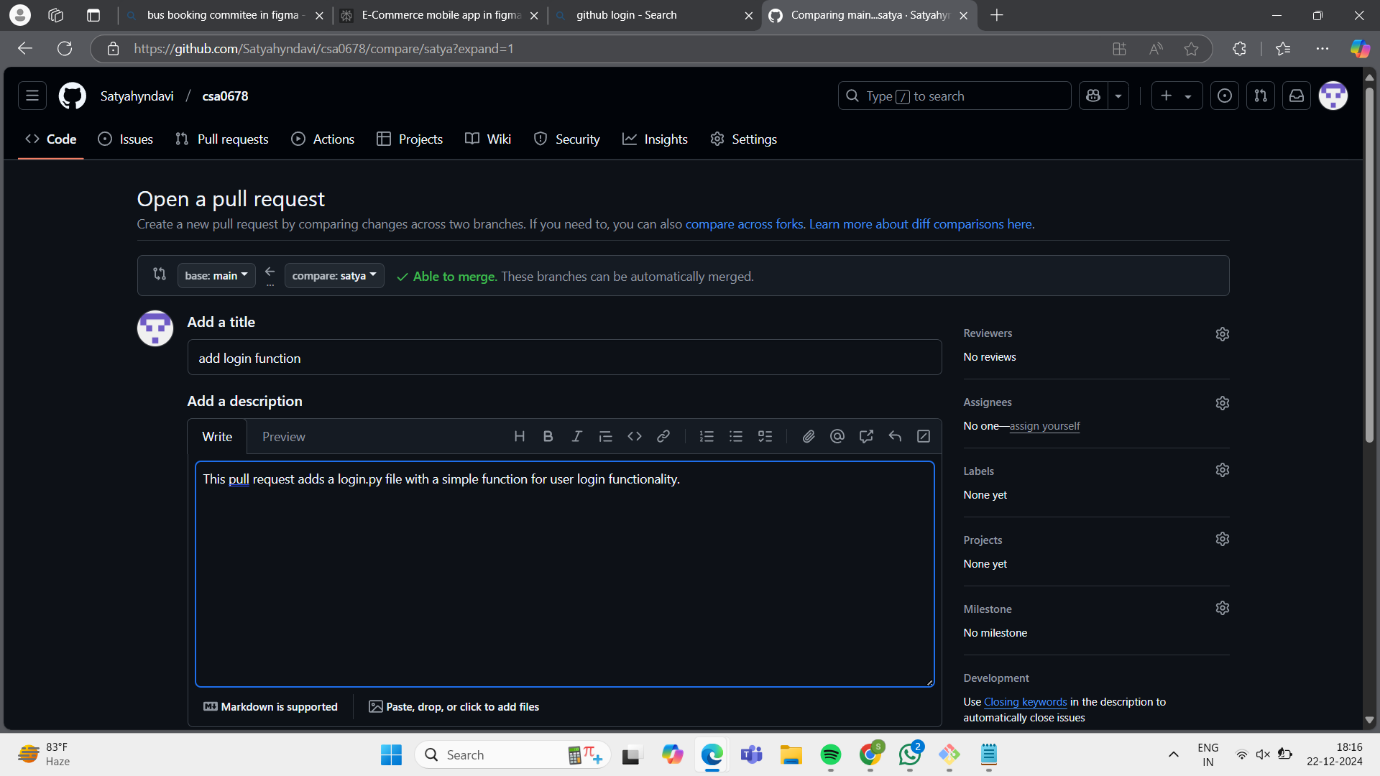 bus booking commitee in figma -
E-Commerce mobile app in figma
github login - Search
Comparing main...satya · Satyahyn
https://github.com/Satyahyndavi/csa0678/compare/satya?expand=1
Satyahyndavi / csa0678
Type / to search
Code
Issues
Pull requests
Actions
Projects
Wiki
Security
Insights
Settings
Open a pull request
Create a new pull request by comparing changes across two branches. If you need to, you can also compare across forks. Learn more about diff comparisons here.
base: main
compare: satya
Able to merge. These branches can be automatically merged.
Add a title
add login function
Add a description
Write
Preview
This pull request adds a login.py file with a simple function for user login functionality.
Markdown is supported
Paste, drop, or click to add files
Reviewers
No reviews
Assignees
No one—assign yourself
Labels
None yet
Projects
None yet
Milestone
No milestone
Development
Use Closing keywords in the description to
automatically close issues
83°F
Haze
Search
S
2
ENG
IN
18:16
22-12-2024